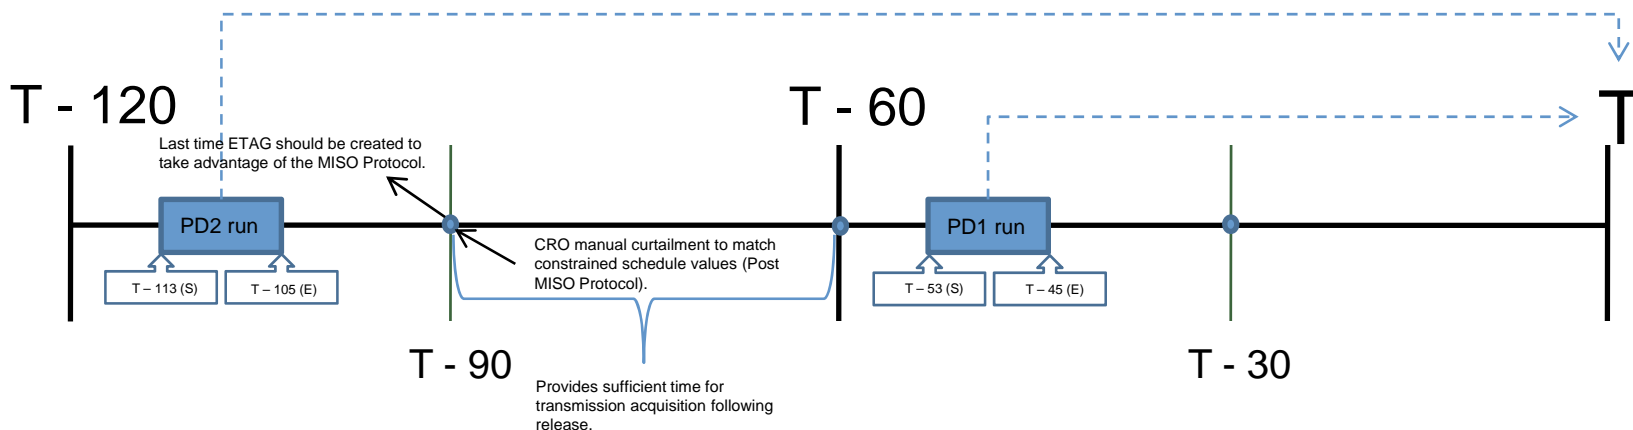 T - 120
T - 60
T
Last time ETAG should be created to
take advantage of the MISO Protocol.
PD2 run
PD1 run
CRO manual curtailment to match
constrained schedule values (Post
MISO Protocol).
T – 113 (S)
T – 105 (E)
T – 53 (S)
T – 45 (E)
T - 90
T - 30
Provides sufficient time for
transmission acquisition following
release.